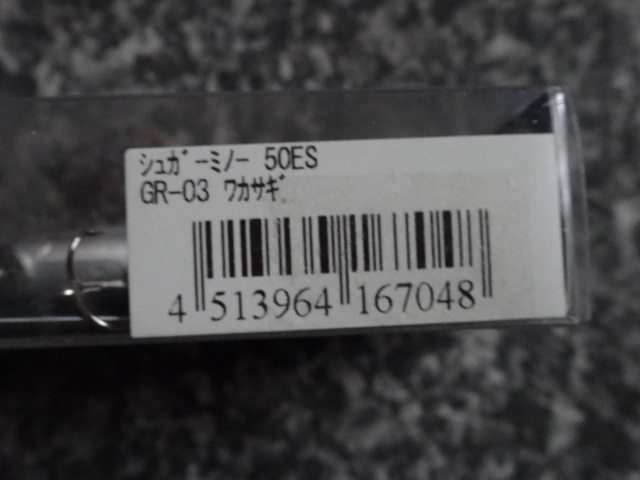 ｼｭｶﾞｰﾐﾉｰ 50ES
GR-03 ﾜｶｻｷﾞ
4 513964 167048